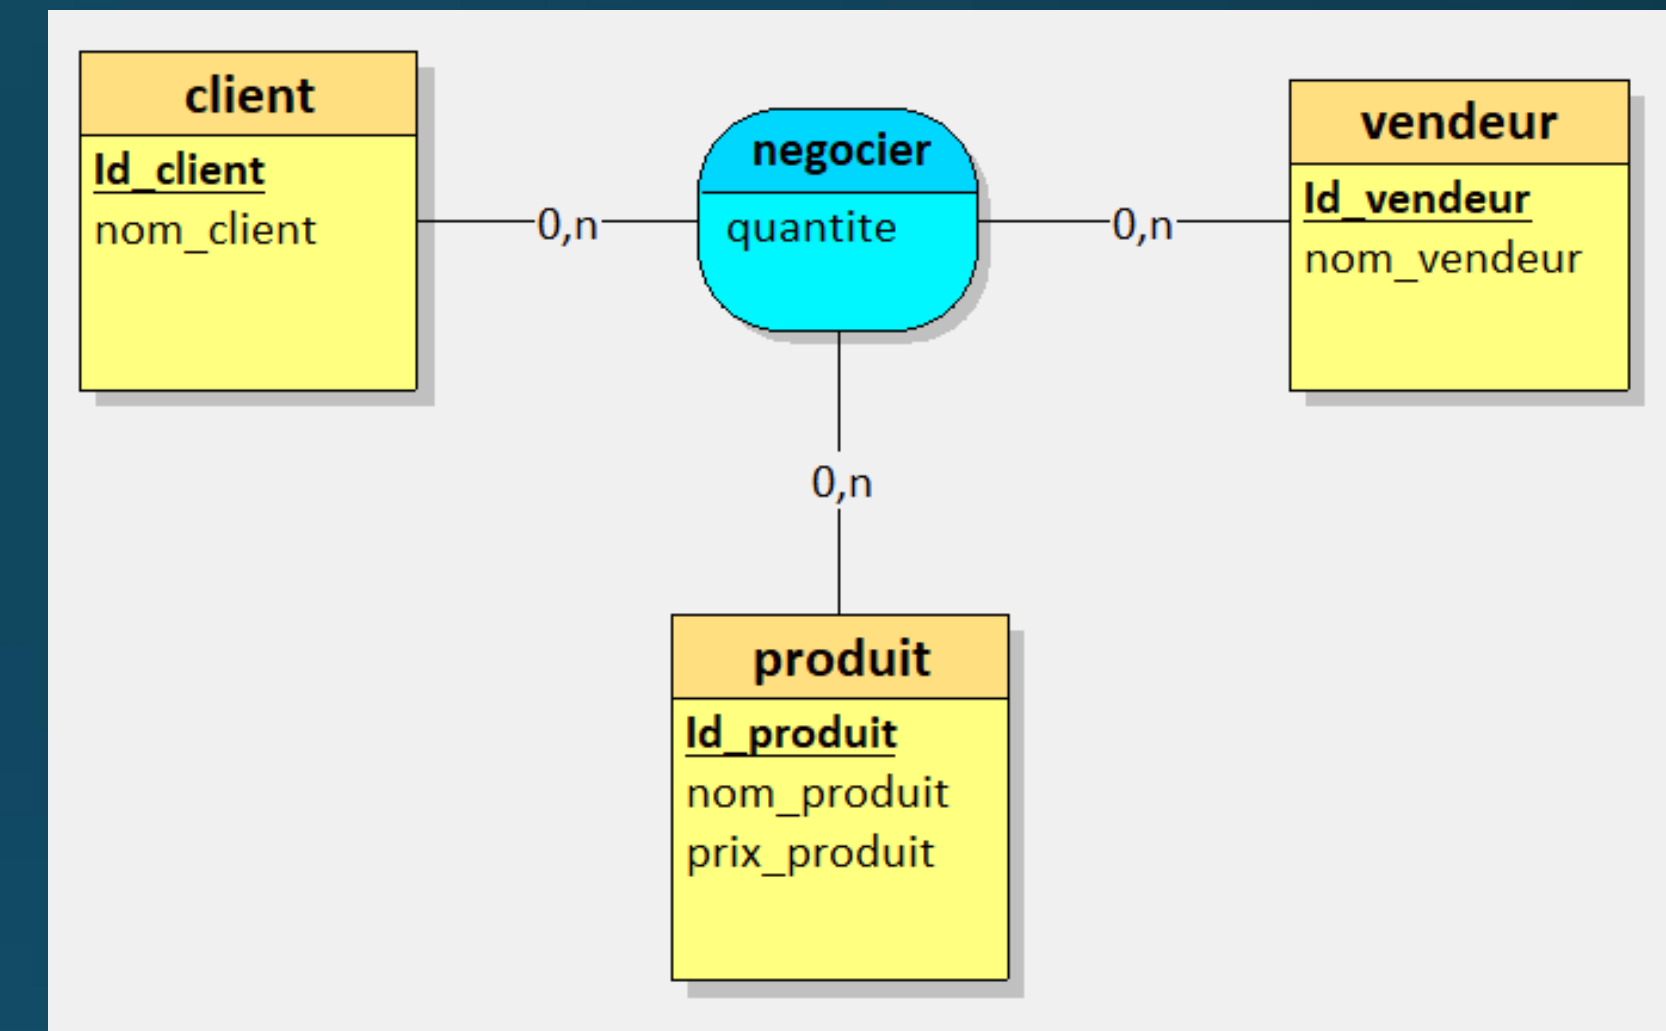 client
Id_client
nom_client
0,n
negocier
quantite
0,n
vendeur
Id_vendeur
nom_vendeur
0,n
produit
Id_produit
nom_produit
prix_produit